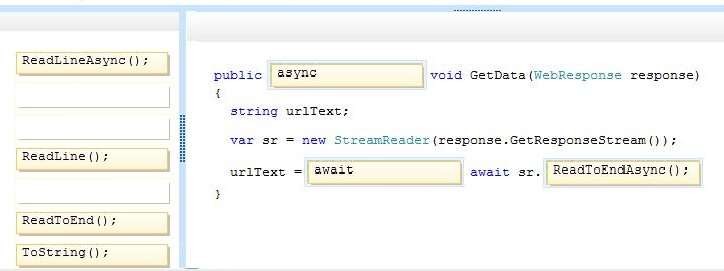 ReadLineAsync();
ReadLine();
ReadToEnd();
ToString();
public async void GetData(WebResponse response)
{
string urlText;
var sr = new StreamReader(response.GetResponseStream());
urlText = await await sr. ReadToEndAsync();
}